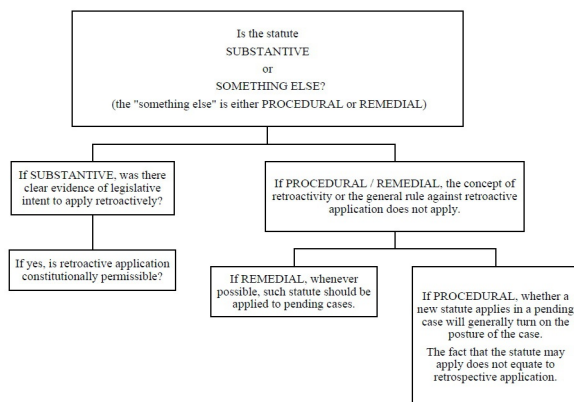 Is the statute
SUBSTANTIVE
or
SOMETHING ELSE?
(the "something else" is either PROCEDURAL or REMEDIAL)
If SUBSTANTIVE, was there
clear evidence of legislative
intent to apply retroactively?
If PROCEDURAL / REMEDIAL, the concept of
retroactivity or the general rule against retroactive
application does not apply.
If yes, is retroactive application
constitutionally permissible?
If REMEDIAL, whenever
possible, such statute should be
applied to pending cases.
If PROCEDURAL, whether a
new statute applies in a pending
case will generally turn on the
posture of the case.
The fact that the statute may
apply does not equate to
retrospective application.